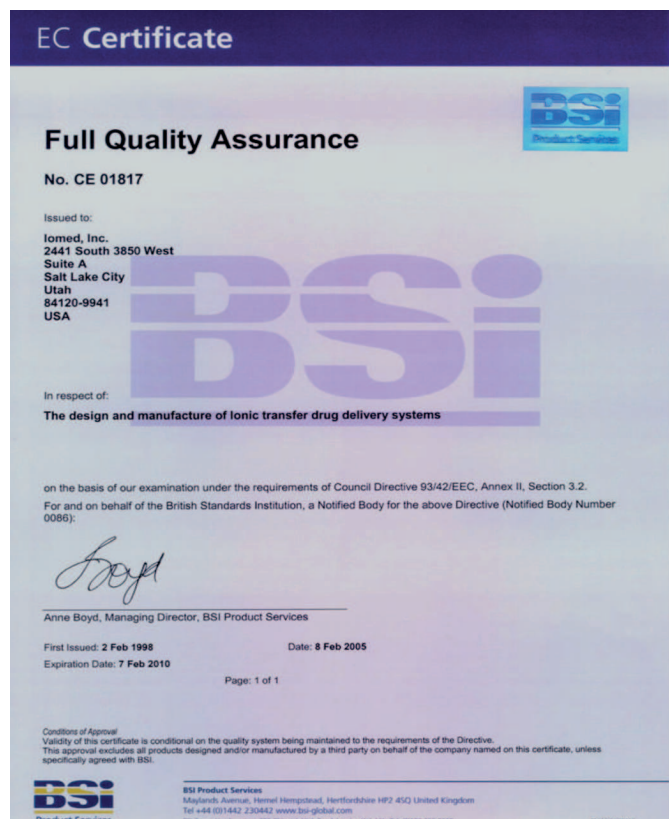 EC Certificate
BSi
Product Services
Full Quality Assurance
No. CE 01817
Issued to:
Iomed, Inc.
2441 South 3850 West
Suite A
Salt Lake City
Utah
84120-9941
USA
BSi
In respect of:
The design and manufacture of Ionic transfer drug delivery systems
on the basis of our examination under the requirements of Council Directive 93/42/EEC, Annex II, Section 3.2.
For and on behalf of the British Standards Institution, a Notified Body for the above Directive (Notified Body Number
0086):
Boyd
Anne Boyd, Managing Director, BSI Product Services
First Issued: 2 Feb 1998 Date: 8 Feb 2005
Expiration Date: 7 Feb 2010
Page: 1 of 1
Conditions of Approval
Validity of this certificate is conditional on the quality system being maintained to the requirements of the Directive.
This approval excludes all products designed and/or manufactured by a third party on behalf of the company named on this certificate, unless
specifically agreed with BSI.
BSi
Product Services
BSI Product Services
Maylands Avenue, Hemel Hempstead, Hertfordshire HP2 4SQ United Kingdom
Tel +44 (0)1442 230442 www.bsi-global.com